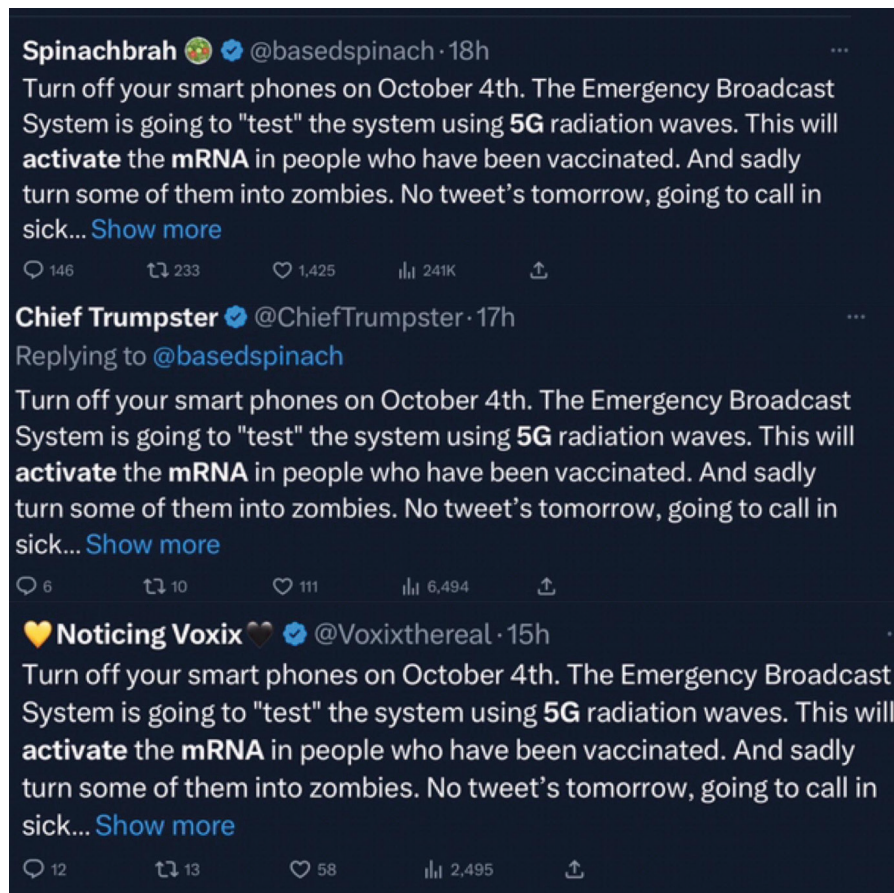 Spinachbrah @basedspinach · 18h
Turn off your smart phones on October 4th. The Emergency Broadcast
System is going to "test" the system using 5G radiation waves. This will
activate the mRNA in people who have been vaccinated. And sadly
turn some of them into zombies. No tweet’s tomorrow, going to call in
sick... Show more
146 233 1,425 241K
Chief Trumpster @ChiefTrumpster · 17h
Replying to @basedspinach
Turn off your smart phones on October 4th. The Emergency Broadcast
System is going to "test" the system using 5G radiation waves. This will
activate the mRNA in people who have been vaccinated. And sadly
turn some of them into zombies. No tweet’s tomorrow, going to call in
sick... Show more
6 10 111 6,494
💛Noticing Voxix🖤 @Voxixthereal · 15h
Turn off your smart phones on October 4th. The Emergency Broadcast
System is going to "test" the system using 5G radiation waves. This will
activate the mRNA in people who have been vaccinated. And sadly
turn some of them into zombies. No tweet’s tomorrow, going to call in
sick... Show more
12 13 58 2,495